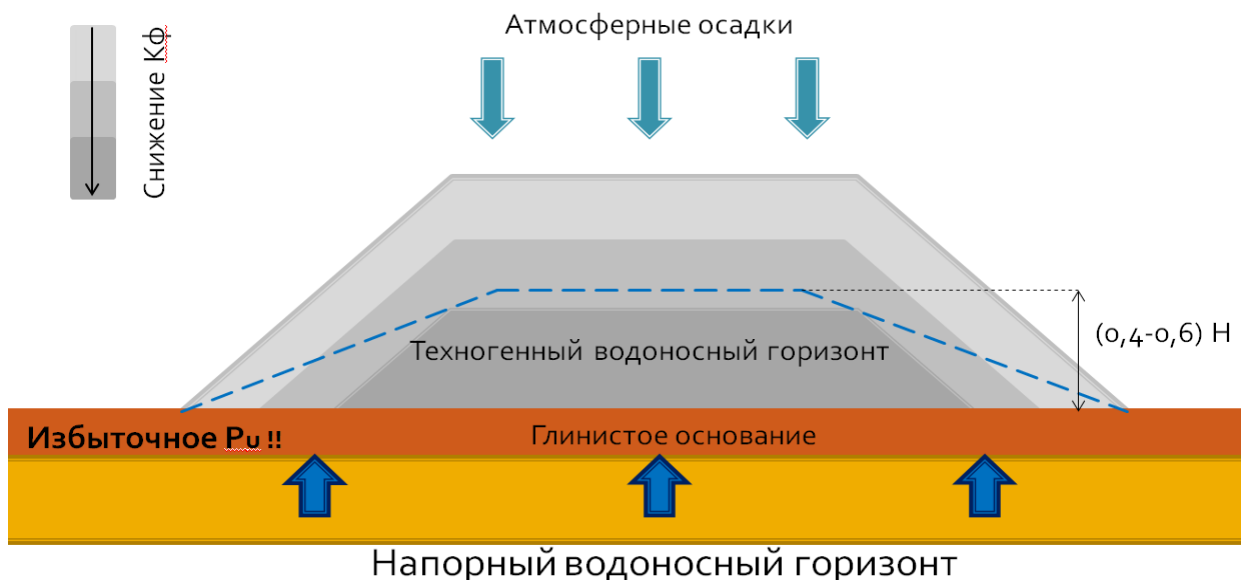 Снижение Кф
Атмосферные осадки
(0,4-0,6) H
Техногенный водоносный горизонт
Избыточное Pu !!
Глинистое основание
Напорный водоносный горизонт